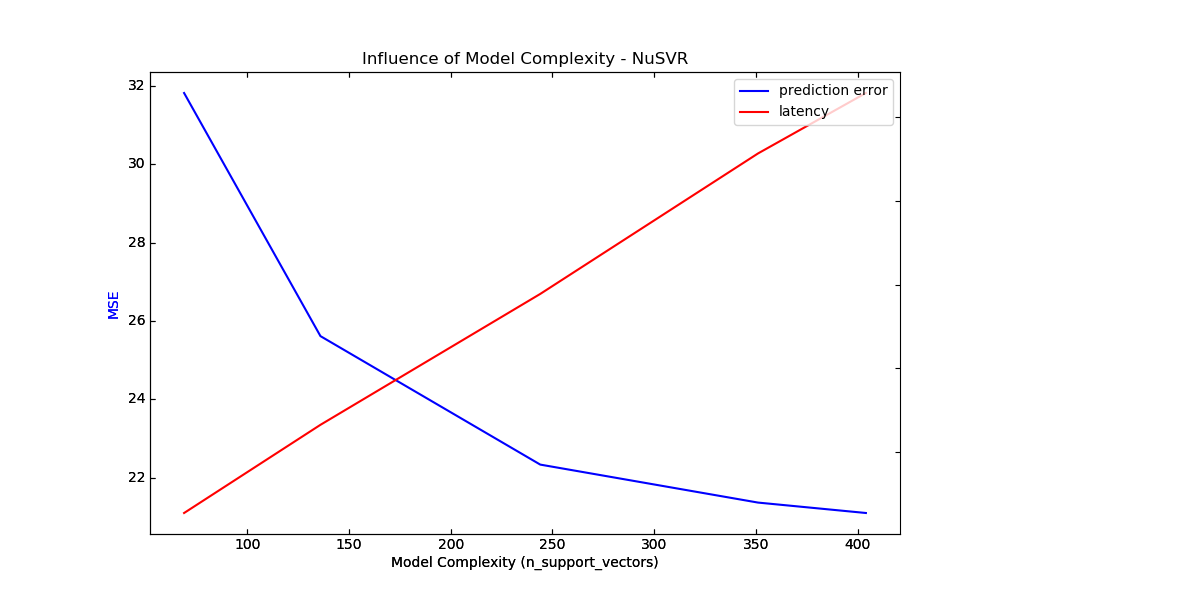 Influence of Model Complexity - NuSVR
prediction error
latency
32
30
28
26
24
22
MSE
100 150 200 250 300 350 400
Model Complexity (n_support_vectors)